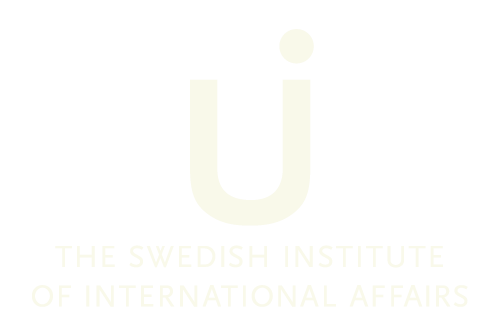 THE SWEDISH INSTITUTE
OF INTERNATIONAL AFFAIRS